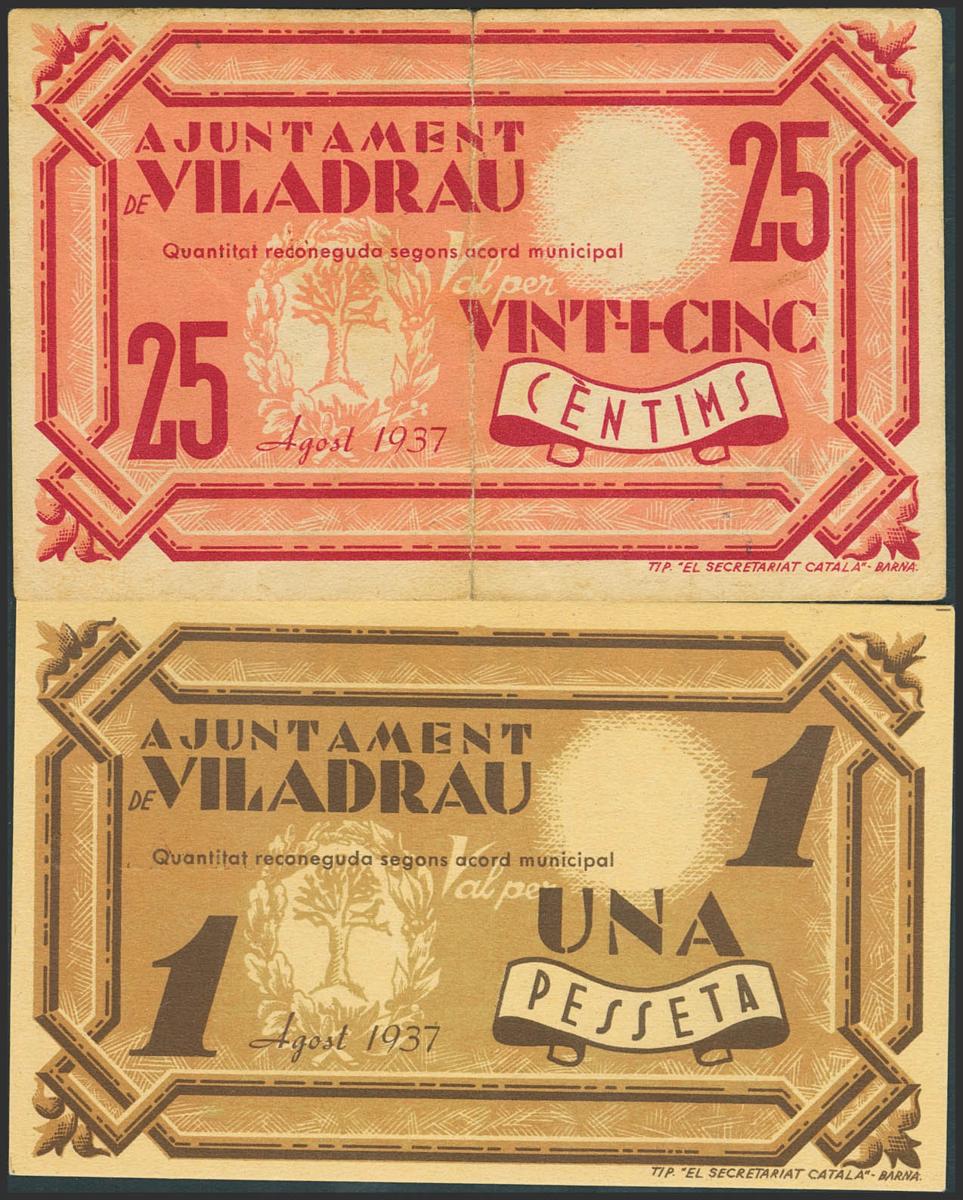 AJUNTAMENT
DE VILADRAU
25
Quantitat reconeguda segons acord municipal
Val per
VINT-I-CINC
CÈNTIMS
25
Agost 1937
TIP. "EL SECRETARIAT CATALÀ"- BARNA.
AJUNTAMENT
DE VILADRAU
1
Quantitat reconeguda segons acord municipal
Val per
UNA
PESSETA
1
Agost 1937
TIP. "EL SECRETARIAT CATALÀ"- BARNA.